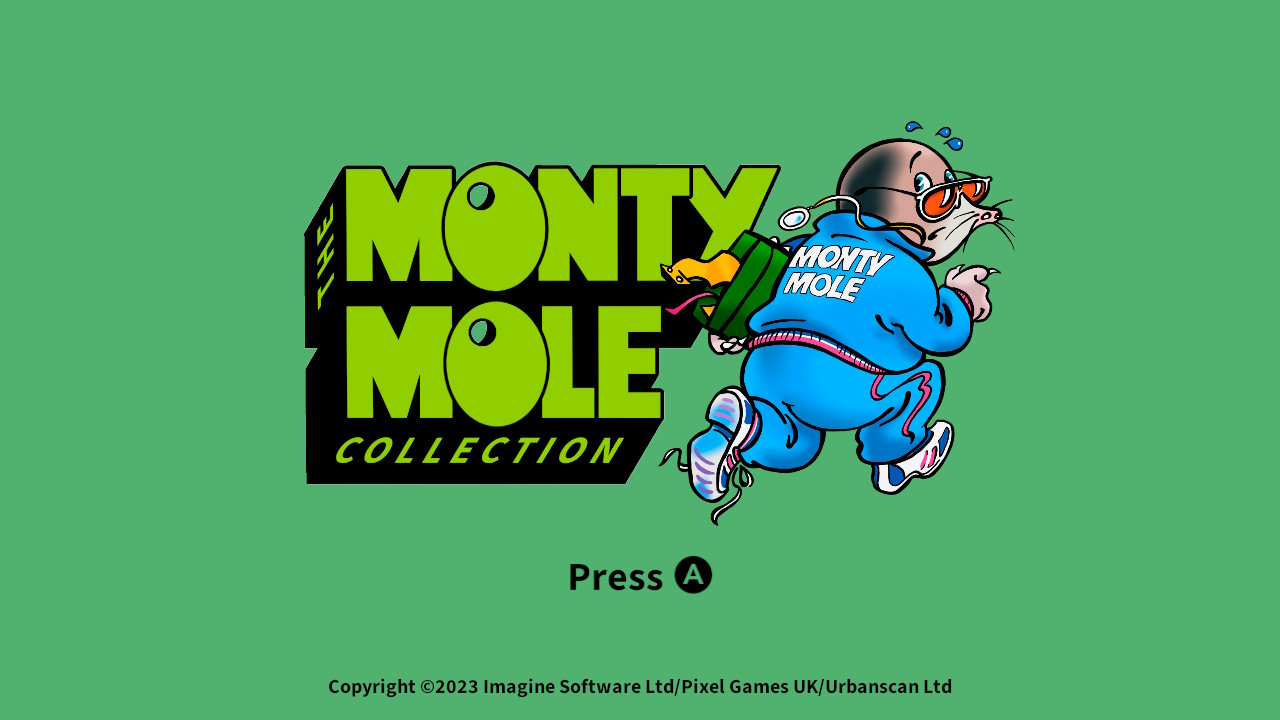 THE
MONTY
MOLE
COLLECTION
MONTY
MOLE
Press A
Copyright ©2023 Imagine Software Ltd/Pixel Games UK/Urbanscan Ltd